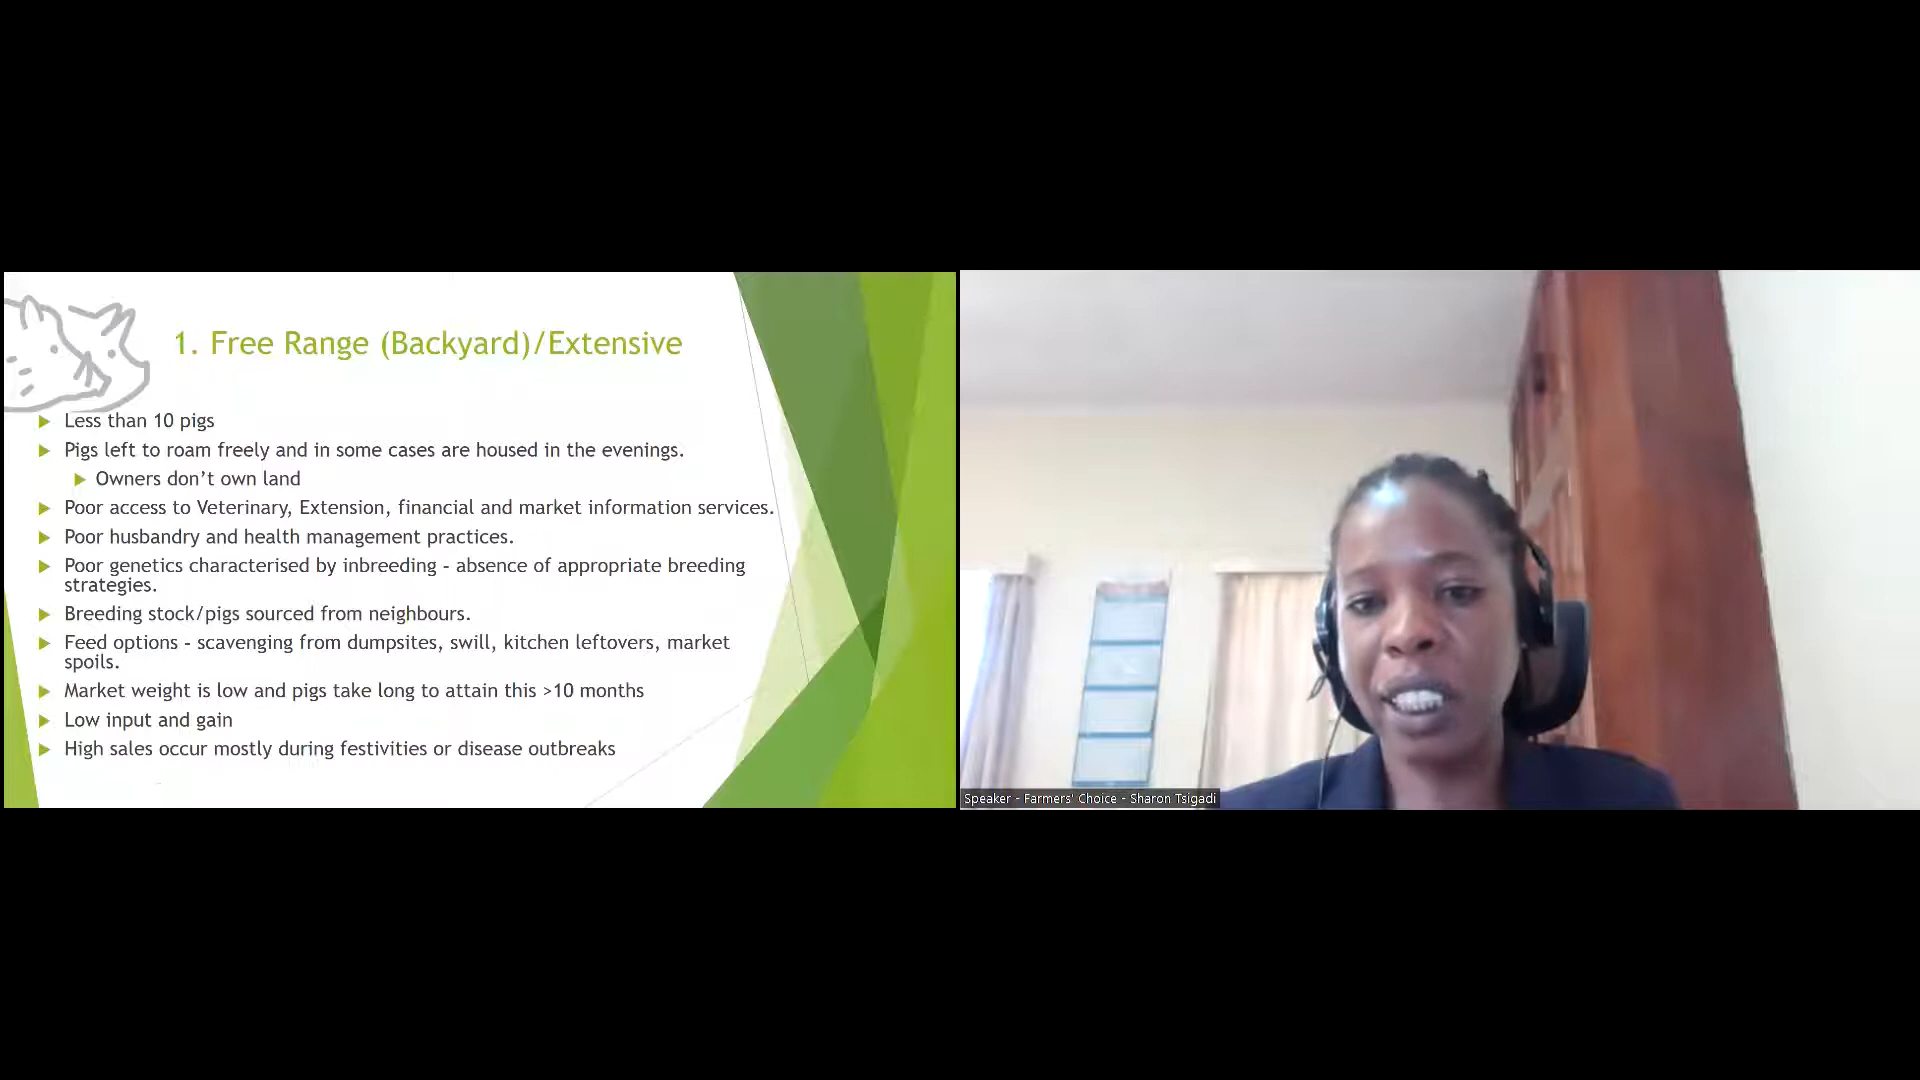 1. Free Range (Backyard)/Extensive
Less than 10 pigs
Pigs left to roam freely and in some cases are housed in the evenings.
Owners don’t own land
Poor access to Veterinary, Extension, financial and market information services.
Poor husbandry and health management practices.
Poor genetics characterised by inbreeding – absence of appropriate breeding
strategies.
Breeding stock/pigs sourced from neighbours.
Feed options – scavenging from dumpsites, swill, kitchen leftovers, market
spoils.
Market weight is low and pigs take long to attain this >10 months
Low input and gain
High sales occur mostly during festivities or disease outbreaks
Speaker - Farmers' Choice - Sharon Tsigadi